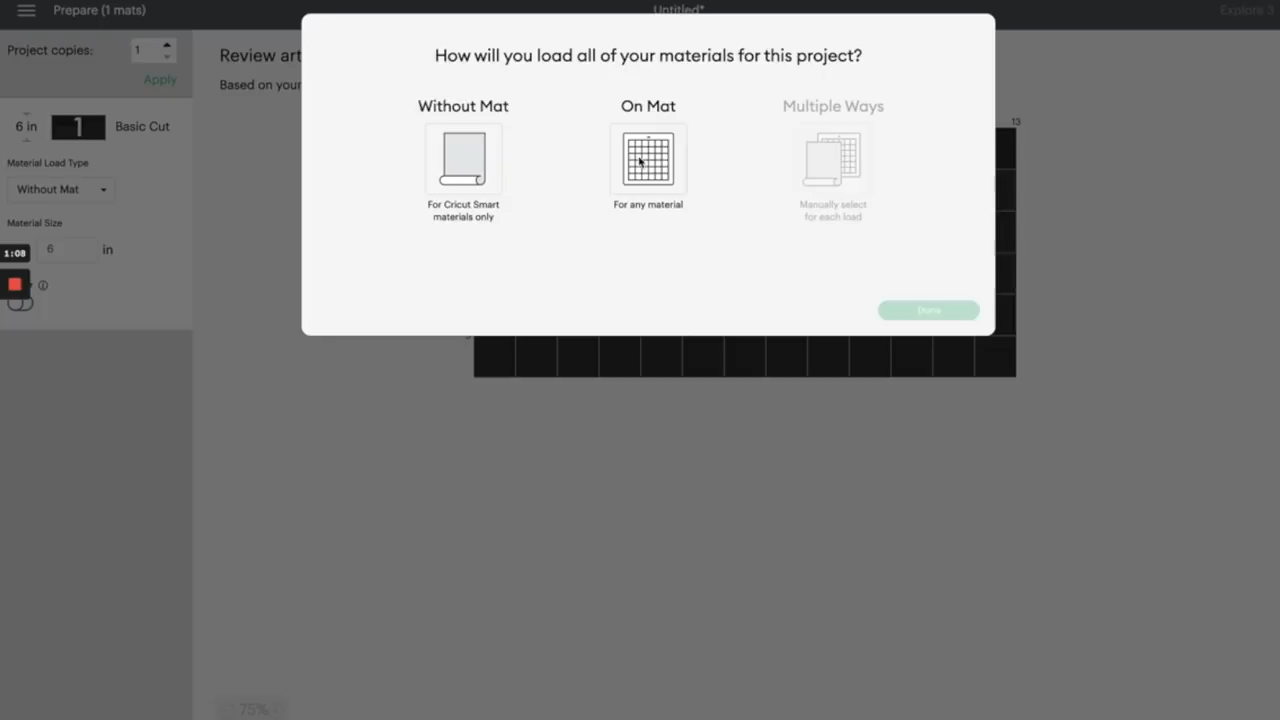 Prepare (1 mats)
Untitled*
Explore 3
Project copies:
1
Apply
Review art
Based on your
6 in
1
Basic Cut
Material Load Type
Without Mat
Material Size
6
in
1:08
How will you load all of your materials for this project?
Without Mat
For Cricut Smart
materials only
On Mat
For any material
Multiple Ways
Manually select
for each load
Done
13
75%